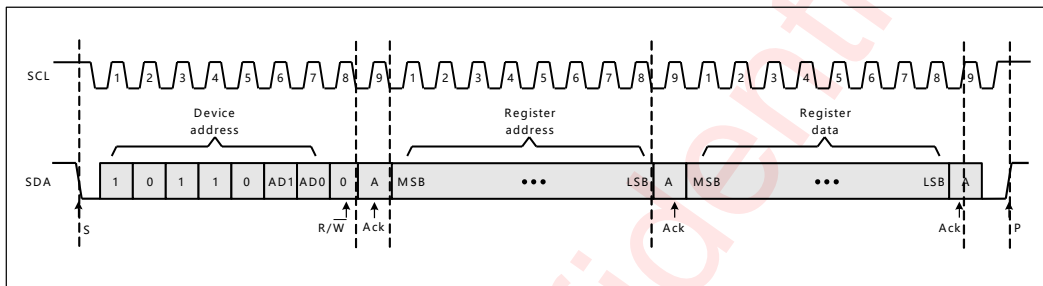 SCL 1 2 3 4 5 6 7 8 9 1 2 3 4 5 6 7 8 9 1 2 3 4 5 6 7 8 9
Device address
Register address
Register data
SDA 1 0 1 1 0 AD1 AD0 0 A MSB ••• LSB A MSB ••• LSB A
S R/W̅ Ack Ack Ack P